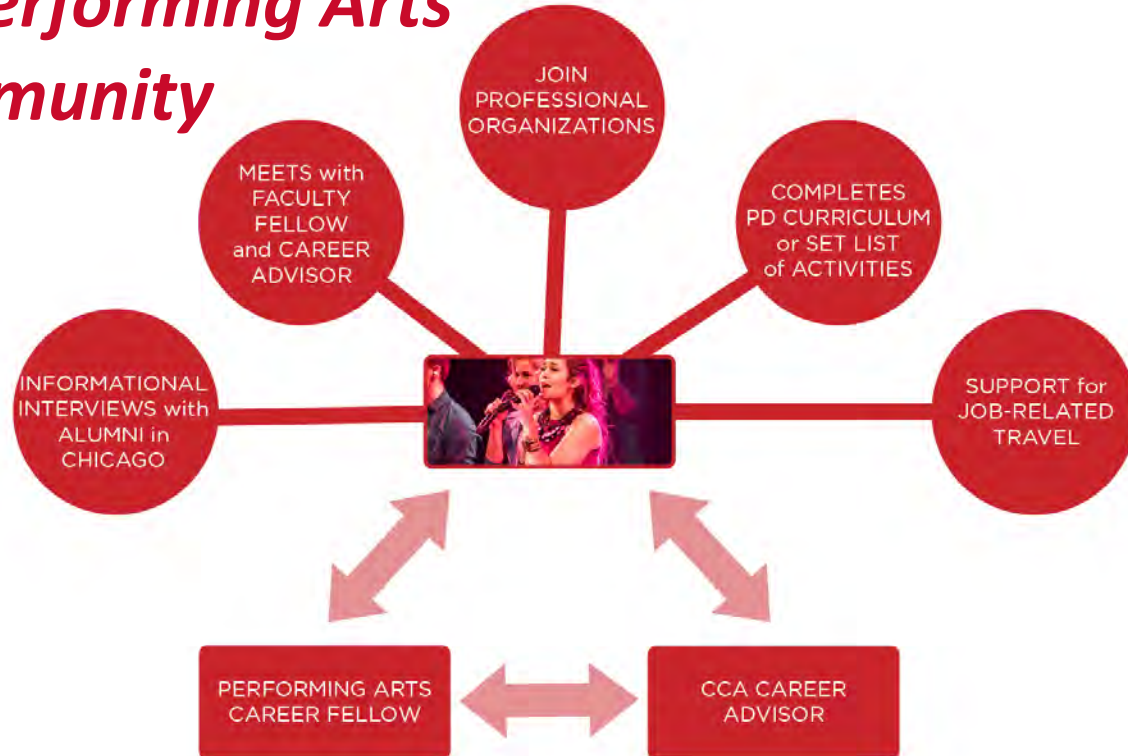 erforming Arts
munity
JOIN
PROFESSIONAL
ORGANIZATIONS
MEETS with
FACULTY
FELLOW
and CAREER
ADVISOR
COMPLETES
PD CURRICULUM
or SET LIST
of ACTIVITIES
INFORMATIONAL
INTERVIEWS with
ALUMNI in
CHICAGO
SUPPORT for
JOB-RELATED
TRAVEL
PERFORMING ARTS
CAREER FELLOW
CCA CAREER
ADVISOR